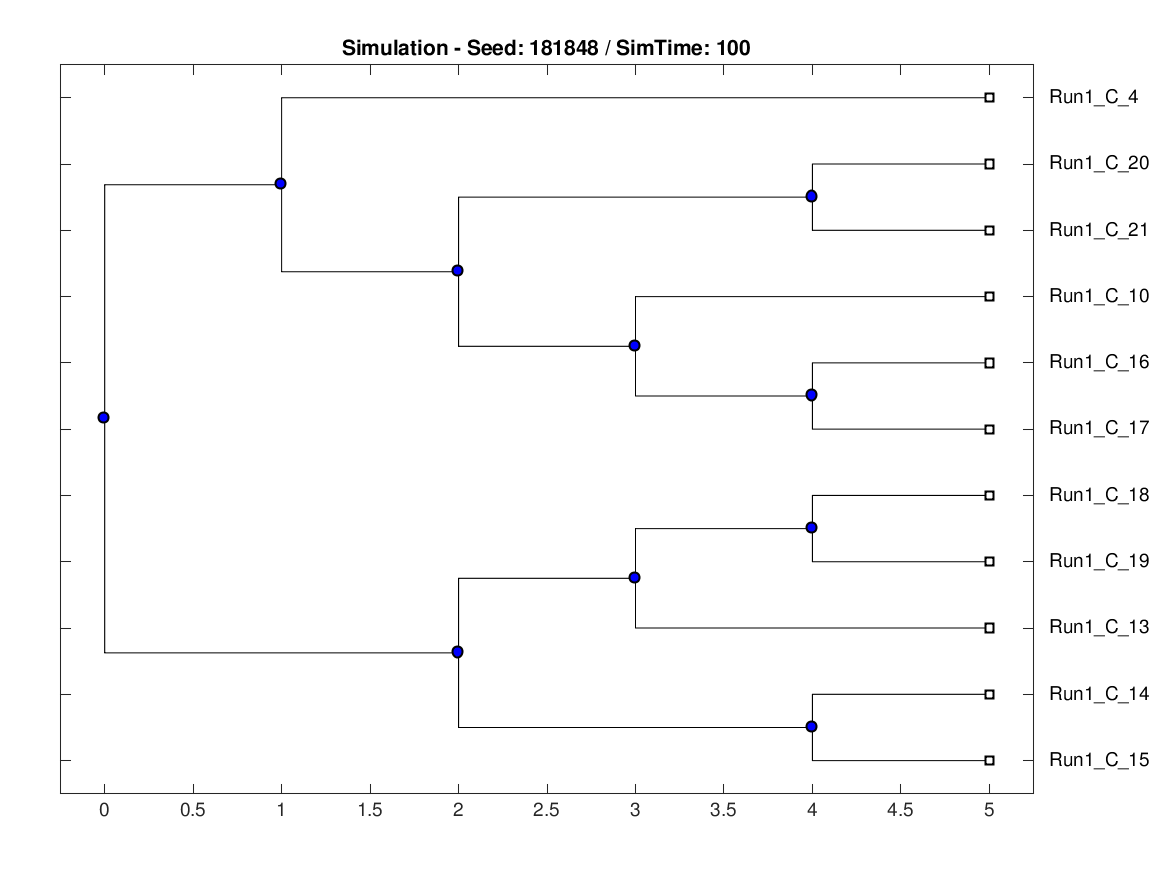 Simulation - Seed: 181848 / SimTime: 100
Run1_C_4
Run1_C_20
Run1_C_21
Run1_C_10
Run1_C_16
Run1_C_17
Run1_C_18
Run1_C_19
Run1_C_13
Run1_C_14
Run1_C_15
0 0.5 1 1.5 2 2.5 3 3.5 4 4.5 5